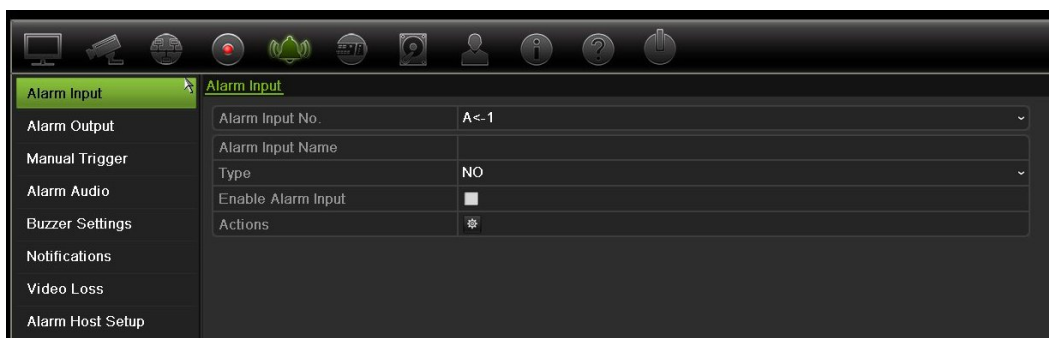 Alarm Input
Alarm Output
Manual Trigger
Alarm Audio
Buzzer Settings
Notifications
Video Loss
Alarm Host Setup
Alarm Input
Alarm Input No. A<-1
Alarm Input Name
Type NO
Enable Alarm Input
Actions